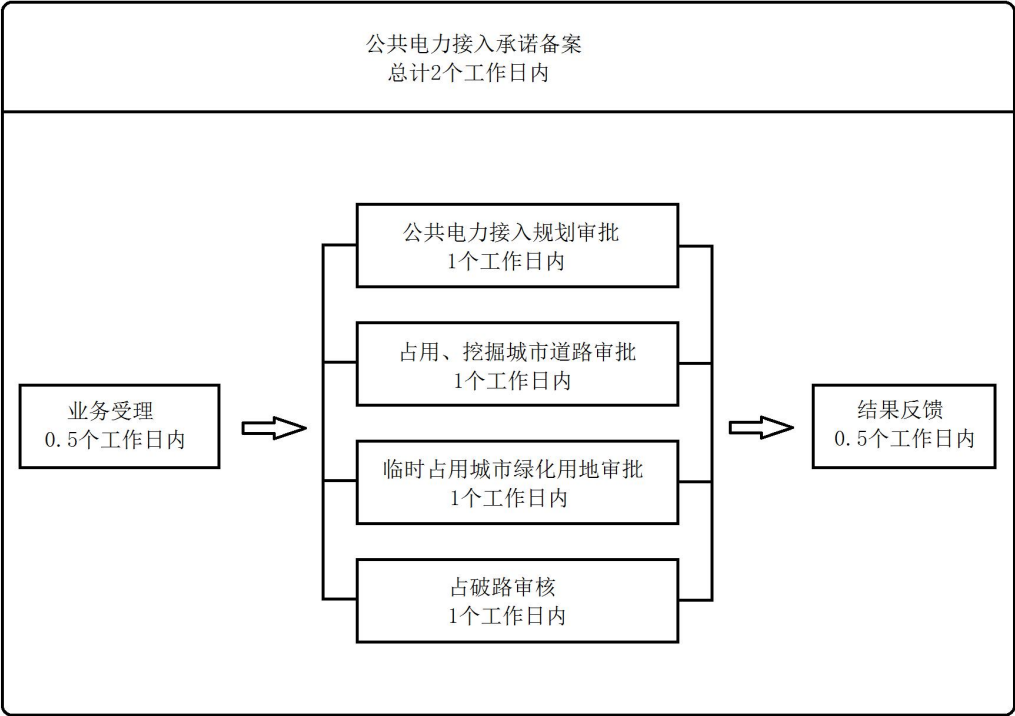 公共电力接入承诺备案
总计2个工作日内
公共电力接入规划审批
1个工作日内
占用、挖掘城市道路审批
1个工作日内
业务受理
0.5个工作日内
结果反馈
0.5个工作日内
临时占用城市绿化用地审批
1个工作日内
占破路审核
1个工作日内